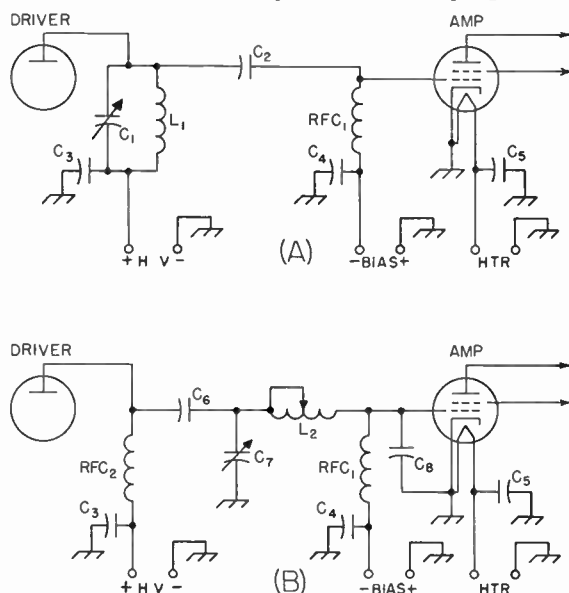 DRIVER
AMP
C2
C1
L1
RFC1
C3
C4
C5
+ H V -
-BIAS+
HTR
(A)
DRIVER
AMP
C6
L2
C7
RFC2
RFC1
C8
C3
C4
C5
+ H V -
-BIAS+
HTR
(B)